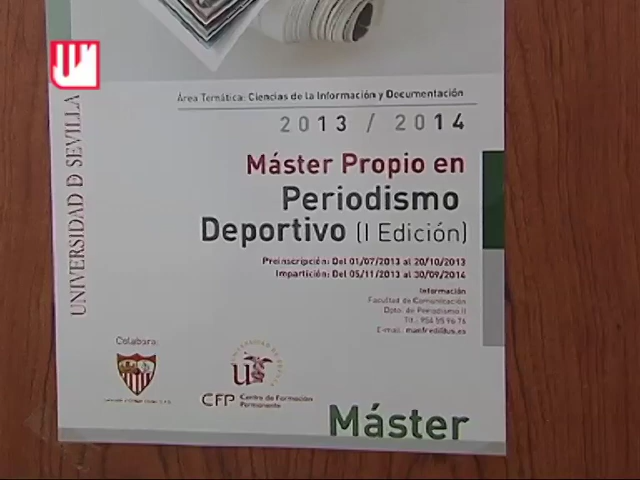 UNIVERSIDAD D SEVILLA
Área Temática: Ciencias de la Información y Documentación
2013 / 2014
Máster Propio en
Periodismo
Deportivo (I Edición)
Preinscripción: Del 01/07/2013 al 20/10/2013
Impartición: Del 05/11/2013 al 30/09/2014
Información
Facultad de Comunicación
Dpto. de Periodismo II
E-mail:
Colabora:
CFP Centro de Formación
Permanente
Máster